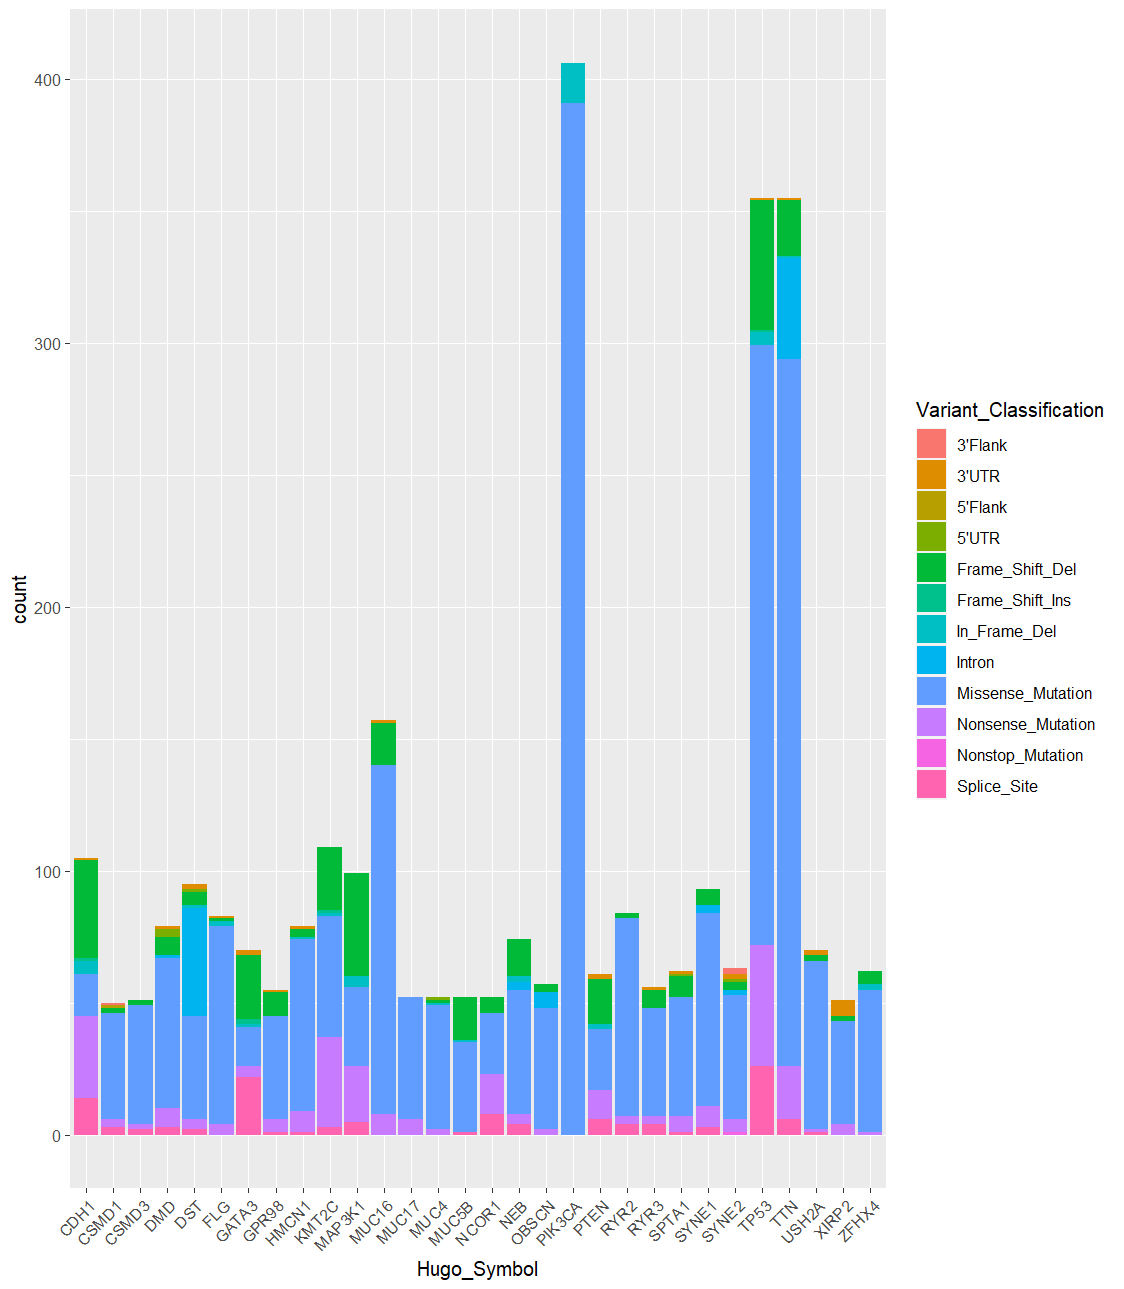 400
300
200
100
0
count
CDH1
CSMD1
CSMD3
DMD
DST
FLG
GATA3
GPR98
HMCN1
KMT2C
MAP3K1
MUC16
MUC17
MUC4
MUC5B
NCOR1
NEB
OBSCN
PIK3CA
PTEN
RYR2
RYR3
SPTA1
SYNE1
SYNE2
TP53
TTN
USH2A
XIRP2
ZFHX4
Hugo_Symbol
Variant_Classification
3'Flank
3'UTR
5'Flank
5'UTR
Frame_Shift_Del
Frame_Shift_Ins
In_Frame_Del
Intron
Missense_Mutation
Nonsense_Mutation
Nonstop_Mutation
Splice_Site